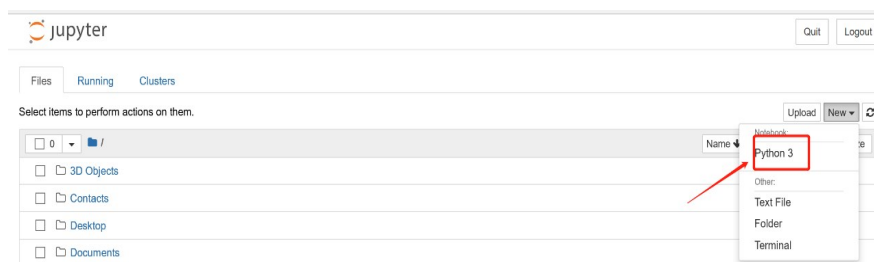 jupyter
Quit Logout
Files Running Clusters
Select items to perform actions on them.
Upload New
0 / Name
Notebook:
Python 3
Other:
Text File
Folder
Terminal
3D Objects
Contacts
Desktop
Documents